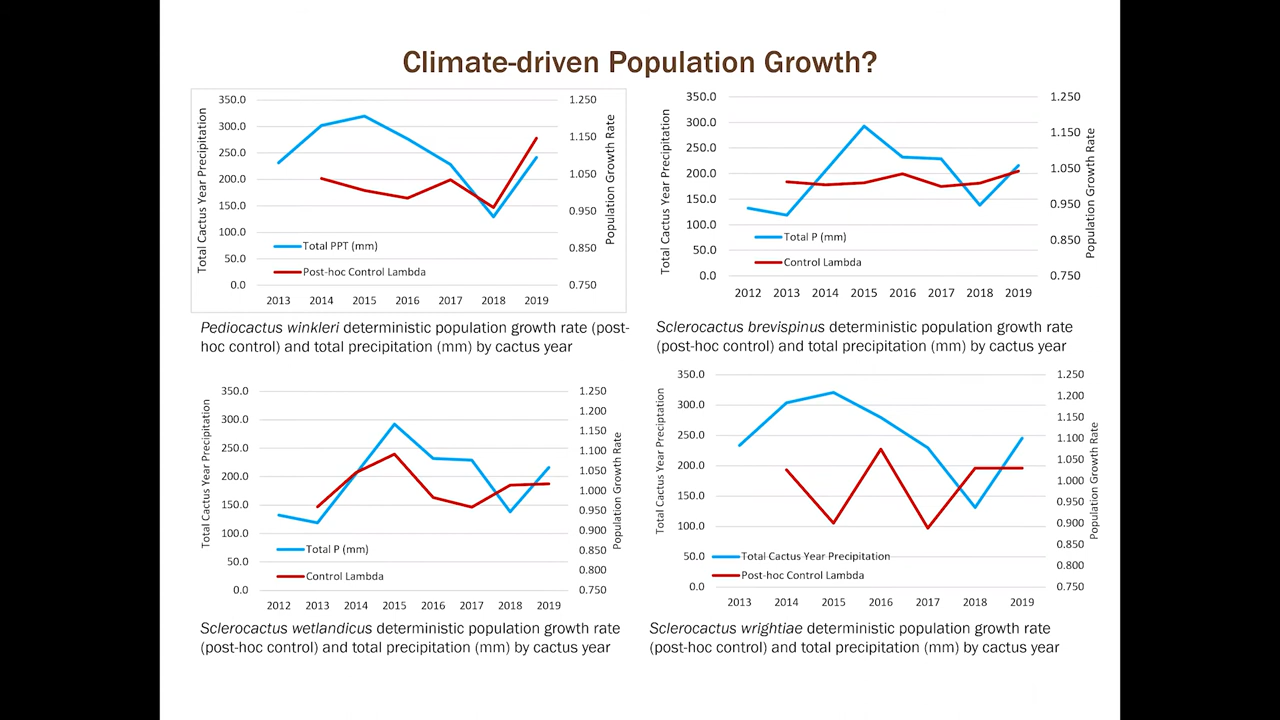 Climate-driven Population Growth?
Total Cactus Year Precipitation
350.0
300.0
250.0
200.0
150.0
100.0
50.0
0.0
Total PPT (mm)
Post-hoc Control Lambda
2013 2014 2015 2016 2017 2018 2019
1.250
1.150
1.050
0.950
0.850
0.750
Population Growth Rate
Pediocactus winkleri deterministic population growth rate (post-
hoc control) and total precipitation (mm) by cactus year
Total Cactus Year Precipitation
350.0
300.0
250.0
200.0
150.0
100.0
50.0
0.0
Total P (mm)
Control Lambda
2012 2013 2014 2015 2016 2017 2018 2019
1.250
1.150
1.050
0.950
0.850
0.750
Population Growth Rate
Sclerocactus brevispinus deterministic population growth rate
(post-hoc control) and total precipitation (mm) by cactus year
Total Cactus Year Precipitation
350.0
300.0
250.0
200.0
150.0
100.0
50.0
0.0
Total P (mm)
Control Lambda
2012 2013 2014 2015 2016 2017 2018 2019
1.250
1.200
1.150
1.100
1.050
1.000
0.950
0.900
0.850
0.800
0.750
Population Growth Rate
Sclerocactus wetlandicus deterministic population growth rate
(post-hoc control) and total precipitation (mm) by cactus year
Total Cactus Year Precipitation
350.0
300.0
250.0
200.0
150.0
100.0
50.0
0.0
Total Cactus Year Precipitation
Post-hoc Control Lambda
2013 2014 2015 2016 2017 2018 2019
1.250
1.200
1.150
1.100
1.050
1.000
0.950
0.900
0.850
0.800
0.750
Population Growth Rate
Sclerocactus wrightiae deterministic population growth rate
(post-hoc control) and total precipitation (mm) by cactus year